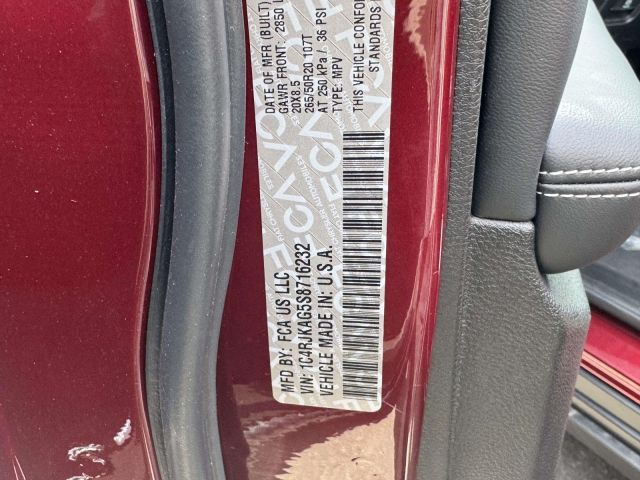 MFD BY: FCA US LLC
DATE OF MFR (BUILT)
GAWR FRONT: 2850 L
20X8.5
265/50R20 107T
AT 250 kPa / 36 PSI
VIN: 1C4RJKAG5S8716232
TYPE: MPV
VEHICLE MADE IN: U.S.A.
THIS VEHICLE CONFO
STANDARDS